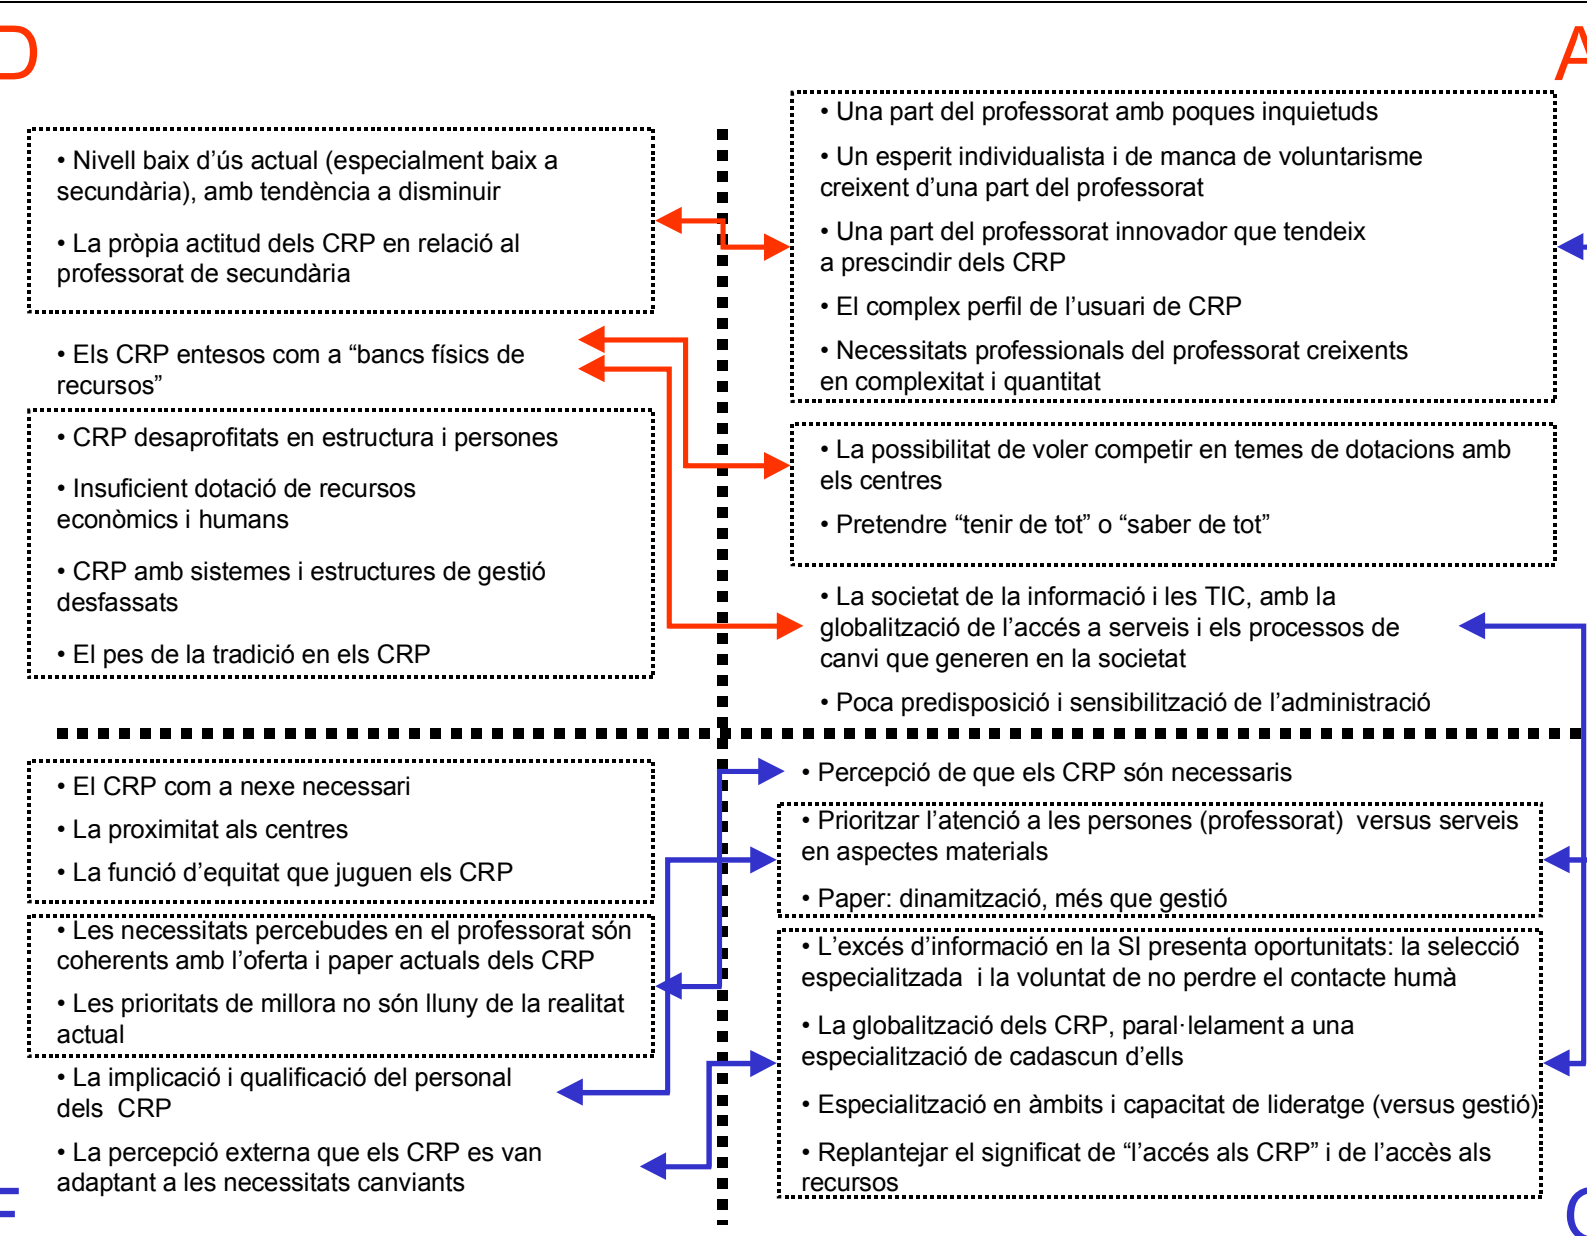 D
A
• Nivell baix d’ús actual (especialment baix a
secundària), amb tendència a disminuir
• La pròpia actitud dels CRP en relació al
professorat de secundària
• Els CRP entesos com a “bancs físics de
recursos”
• CRP desaprofitats en estructura i persones
• Insuficient dotació de recursos
econòmics i humans
• CRP amb sistemes i estructures de gestió
desfassats
• El pes de la tradició en els CRP
• Una part del professorat amb poques inquietuds
• Un esperit individualista i de manca de voluntarisme
creixent d’una part del professorat
• Una part del professorat innovador que tendeix
a prescindir dels CRP
• El complex perfil de l’usuari de CRP
• Necessitats professionals del professorat creixents
en complexitat i quantitat
• La possibilitat de voler competir en temes de dotacions amb
els centres
• Pretendre “tenir de tot” o “saber de tot”
• La societat de la informació i les TIC, amb la
globalització de l’accés a serveis i els processos de
canvi que generen en la societat
• Poca predisposició i sensibilització de l’administració
• El CRP com a nexe necessari
• La proximitat als centres
• La funció d’equitat que juguen els CRP
• Les necessitats percebudes en el professorat són
coherents amb l’oferta i paper actuals dels CRP
• Les prioritats de millora no són lluny de la realitat
actual
• La implicació i qualificació del personal
dels CRP
• La percepció externa que els CRP es van
adaptant a les necessitats canviants
• Percepció de que els CRP són necessaris
• Prioritzar l’atenció a les persones (professorat) versus serveis
en aspectes materials
• Paper: dinamització, més que gestió
• L’excés d’informació en la SI presenta oportunitats: la selecció
especialitzada i la voluntat de no perdre el contacte humà
• La globalització dels CRP, paral·lelament a una
especialització de cadascun d’ells
• Especialització en àmbits i capacitat de lideratge (versus gestió)
• Replantejar el significat de “l’accés als CRP” i de l’accès als
recursos
F